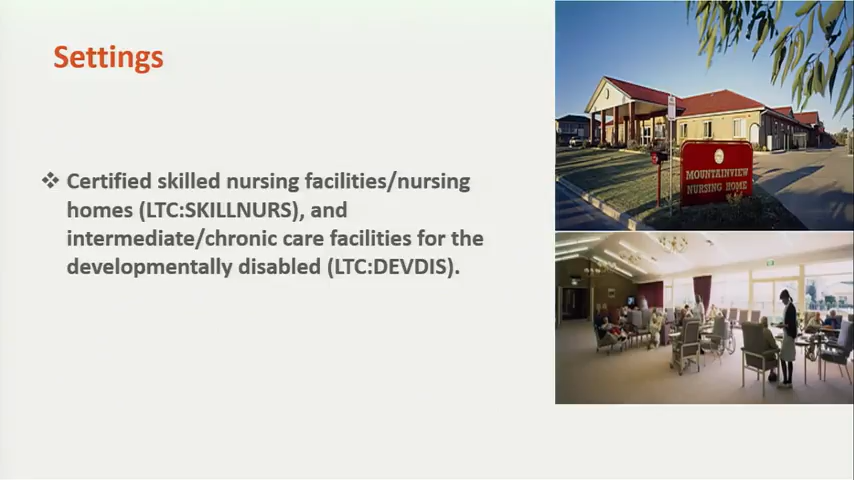 Settings
❖ Certified skilled nursing facilities/nursing
homes (LTC:SKILLNURS), and
intermediate/chronic care facilities for the
developmentally disabled (LTC:DEVDIS).
MOUNTAINVIEW
NURSING HOME